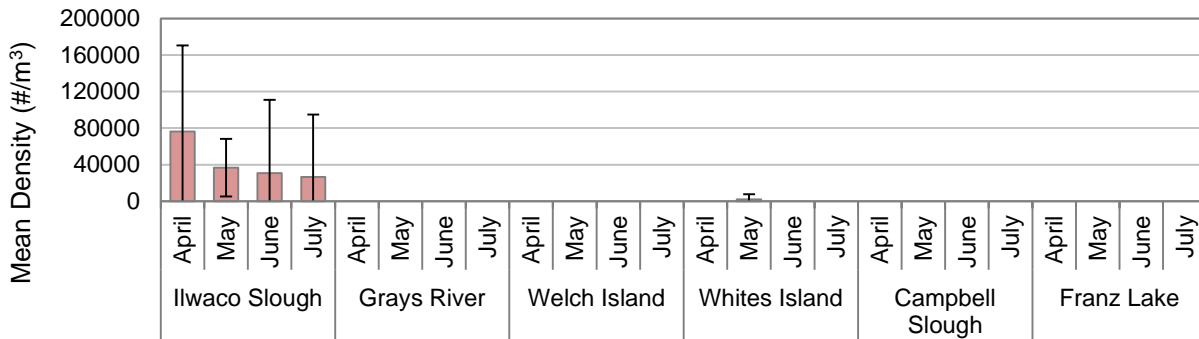 Mean Density (#/m³)
200000
160000
120000
80000
40000
0
April May June July April May June July April May June July April May June July April May June July April May June July
Ilwaco Slough Grays River Welch Island Whites Island Campbell Franz Lake
Slough